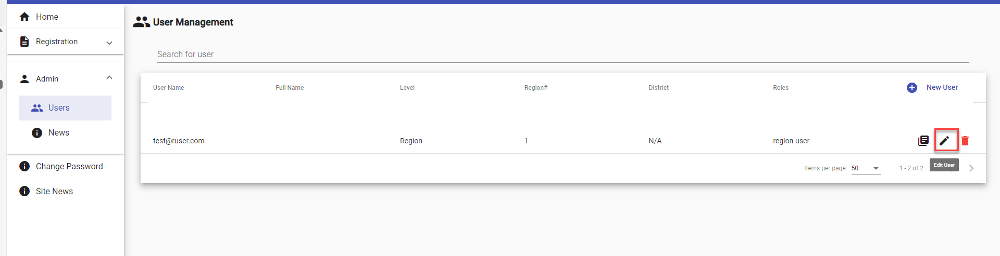 Home
Registration
Admin
Users
News
Change Password
Site News
User Management
Search for user
User Name Full Name Level Region# District Roles New User
test@ruser.com Region 1 N/A region-user
Items per page: 50 1 - 2 of 2
Edit User